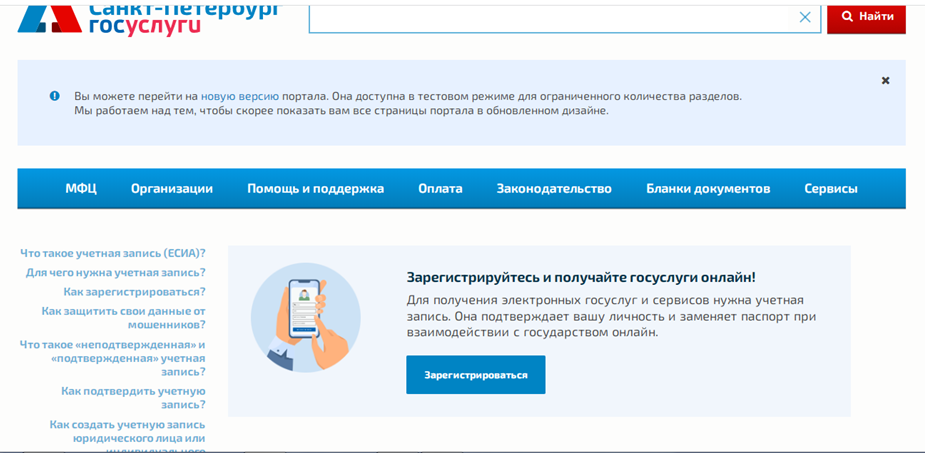 Санкт-Петербург
госуслуги
Найти
Вы можете перейти на новую версию портала. Она доступна в тестовом режиме для ограниченного количества разделов.
Мы работаем над тем, чтобы скорее показать вам все страницы портала в обновленном дизайне.
МФЦ Организации Помощь и поддержка Оплата Законодательство Бланки документов Сервисы
Что такое учетная запись (ЕСИА)?
Для чего нужна учетная запись?
Как зарегистрироваться?
Как защитить свои данные от
мошенников?
Что такое «неподтвержденная» и
«подтвержденная» учетная
запись?
Как подтвердить учетную
запись?
Как создать учетную запись
юридического лица или
индивидуального
Зарегистрируйтесь и получайте госуслуги онлайн!
Для получения электронных госуслуг и сервисов нужна учетная
запись. Она подтверждает вашу личность и заменяет паспорт при
взаимодействии с государством онлайн.
Зарегистрироваться